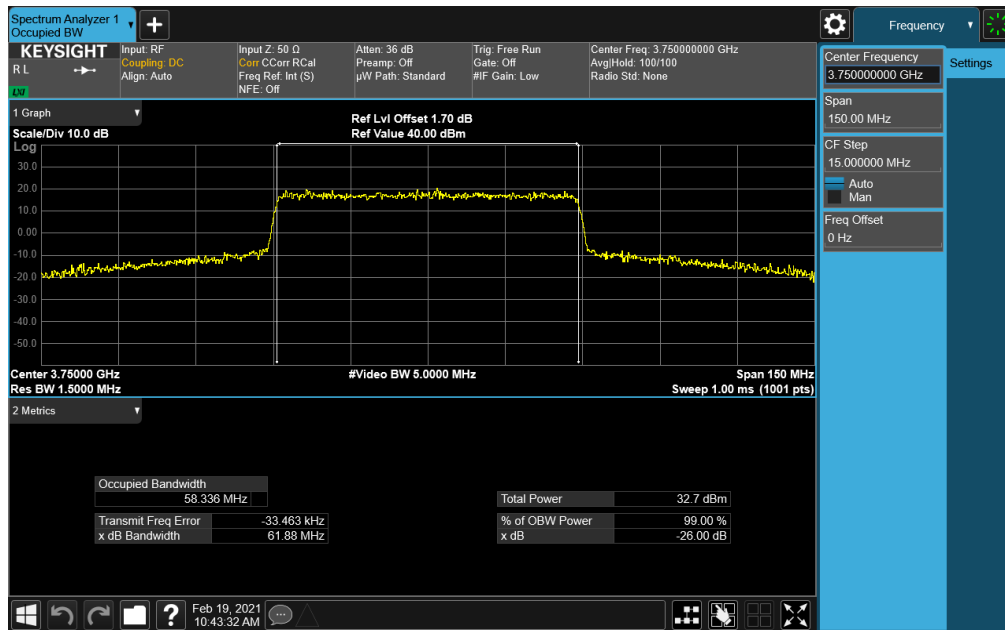 Spectrum Analyzer 1
Occupied BW
Frequency
KEYSIGHT
R L
LXI
Input: RF
Coupling: DC
Align: Auto
Input Z: 50 Ω
Corr CCorr RCal
Freq Ref: Int (S)
NFE: Off
Atten: 36 dB
Preamp: Off
µW Path: Standard
Trig: Free Run
Gate: Off
#IF Gain: Low
Center Freq: 3.750000000 GHz
Avg|Hold: 100/100
Radio Std: None
Center Frequency
3.750000000 GHz
Settings
Span
150.00 MHz
CF Step
15.000000 MHz
Auto
Man
Freq Offset
0 Hz
1 Graph
Scale/Div 10.0 dB
Ref Lvl Offset 1.70 dB
Ref Value 40.00 dBm
Log
30.0
20.0
10.0
0.00
-10.0
-20.0
-30.0
-40.0
-50.0
Center 3.75000 GHz
#Video BW 5.0000 MHz
Span 150 MHz
Res BW 1.5000 MHz
Sweep 1.00 ms (1001 pts)
2 Metrics
Occupied Bandwidth
58.336 MHz
Transmit Freq Error -33.463 kHz
x dB Bandwidth 61.88 MHz
Total Power 32.7 dBm
% of OBW Power 99.00 %
x dB -26.00 dB
Feb 19, 2021
10:43:32 AM